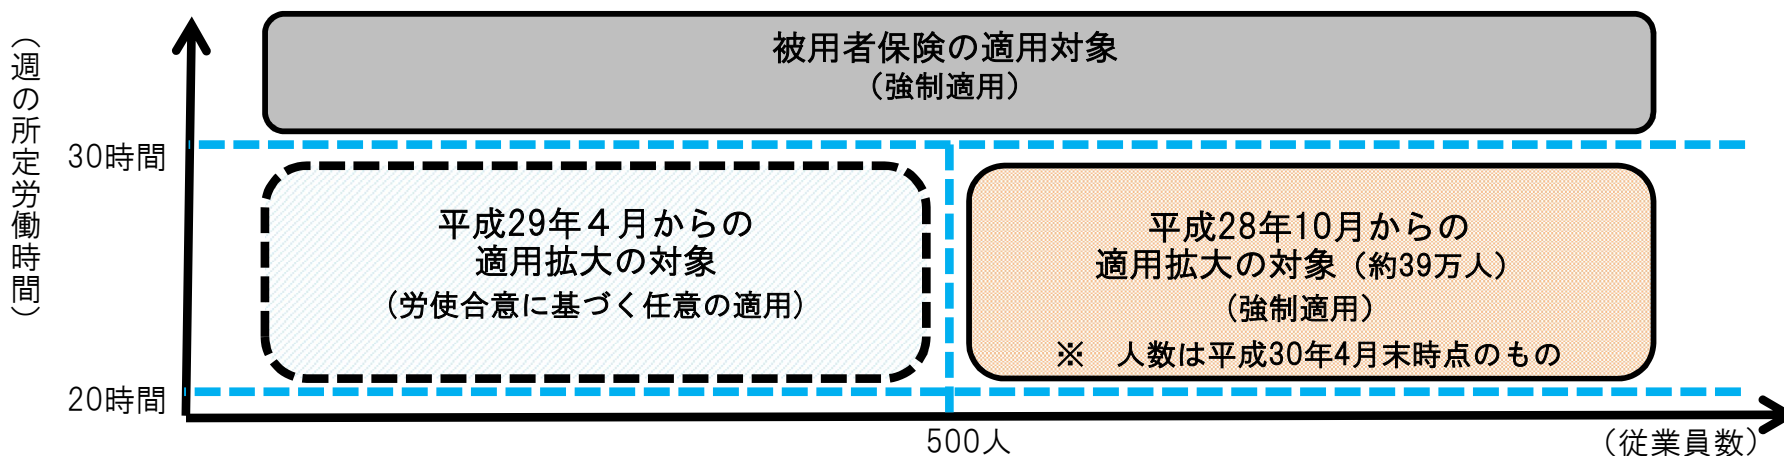 （週の所定労働時間）
被用者保険の適用対象
（強制適用）
30時間
平成29年４月からの
適用拡大の対象
（労使合意に基づく任意の適用）
平成28年10月からの
適用拡大の対象（約39万人）
（強制適用）
※　人数は平成30年4月末時点のもの
20時間
500人
（従業員数）